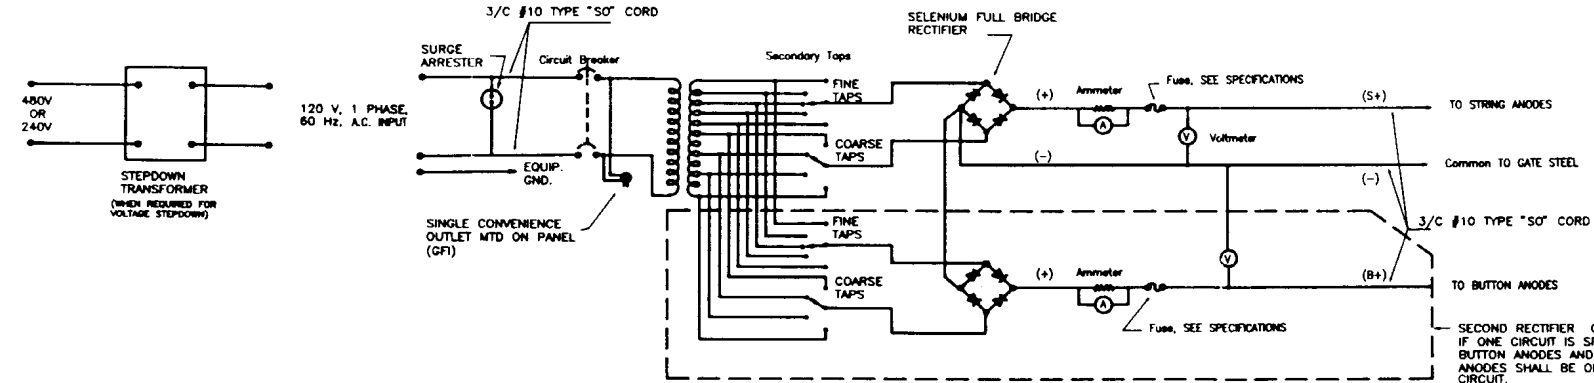 3/C #10 TYPE "SO" CORD
SELENIUM FULL BRIDGE
RECTIFIER
SURGE
ARRESTER
Circuit Breaker
Secondary Taps
FINE
TAPS
Fuse, SEE SPECIFICATIONS
Ammeter
(+)
(S+)
TO STRING ANODES
480V
OR
240V
120 V, 1 PHASE,
60 Hz, A.C. INPUT
A
V
Voltmeter
COARSE
TAPS
(-)
Common TO GATE STEEL
(-)
EQUIP.
GND.
STEPDOWN
TRANSFORMER
(WHEN REQUIRED FOR
VOLTAGE STEPDOWN)
SINGLE CONVENIENCE
OUTLET MTD ON PANEL
(GFI)
FINE
TAPS
3/C #10 TYPE "SO" CORD
V
COARSE
TAPS
(+)
Ammeter
(B+)
TO BUTTON ANODES
A
Fuse, SEE SPECIFICATIONS
SECOND RECTIFIER
IF ONE CIRCUIT IS
BUTTON ANODES AND
ANODES SHALL BE
CIRCUIT.